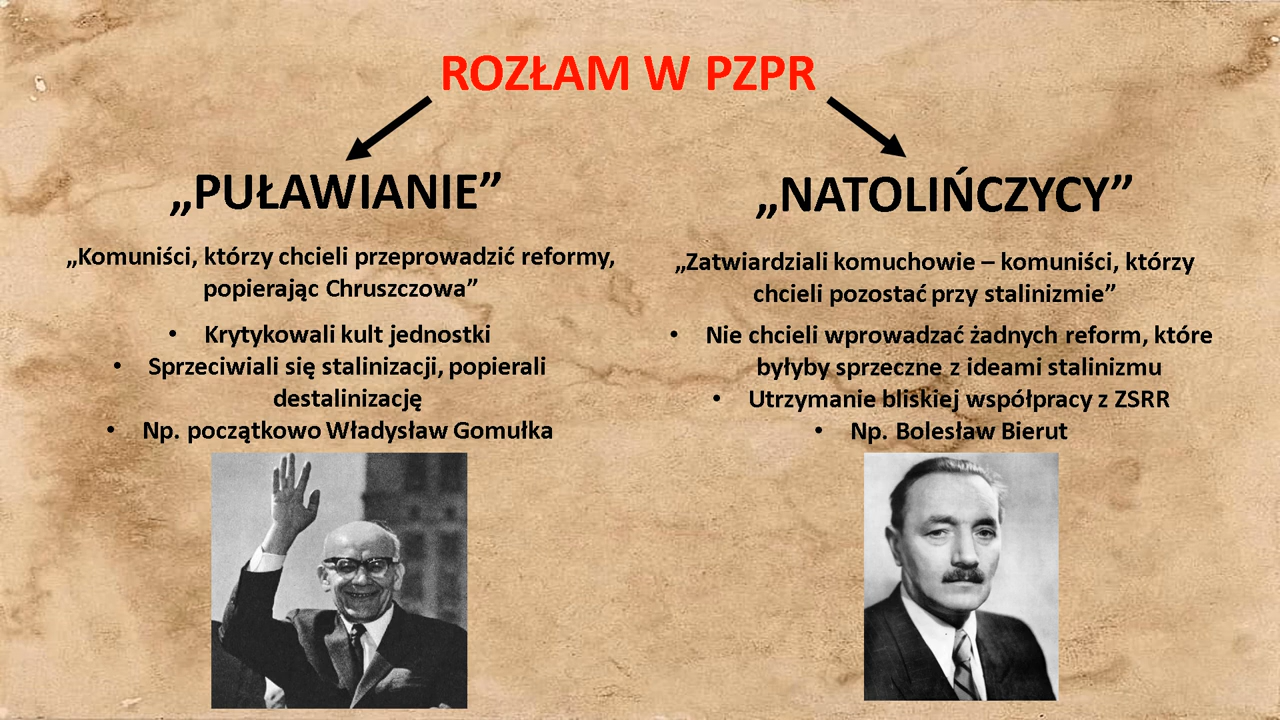 ROZŁAM W PZPR
„PUŁAWIANIE”
„Komuniści, którzy chcieli przeprowadzić reformy,
popierając Chruszczowa”
• Krytykowali kult jednostki
• Sprzeciwiali się stalinizacji, popierali
destalinizację
• Np. początkowo Władysław Gomułka
„NATOLIŃCZYCY”
„Zatwiardziali komuchowie – komuniści, którzy
chcieli pozostać przy stalinizmie”
• Nie chcieli wprowadzać żadnych reform, które
byłyby sprzeczne z ideami stalinizmu
• Utrzymanie bliskiej współpracy z ZSRR
• Np. Bolesław Bierut